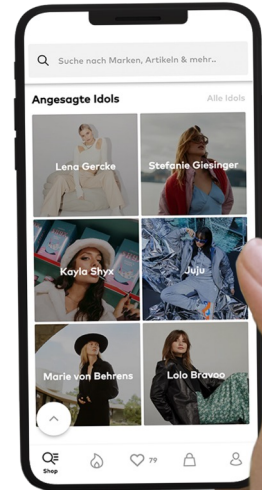 Suche nach Marken, Artikeln & mehr..
Angesagte Idols
Alle Idols
Lena Gercke
Stefanie Giesinger
Kayla Shyx
Juju
Marie von Behrens
Lolo Bravoo
79
Shop